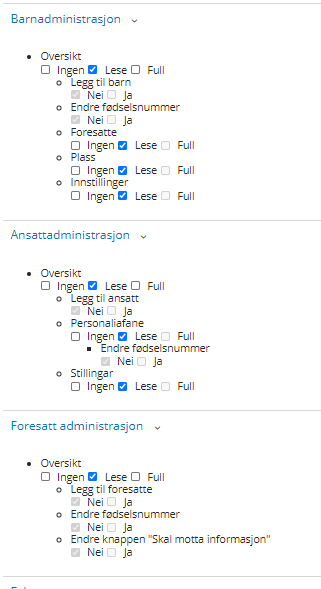 Barnadministrasjon
Oversikt
Ingen Lese Full
Legg til barn
Nei Ja
Endre fødselsnummer
Nei Ja
Foresatte
Ingen Lese Full
Plass
Ingen Lese Full
Innstillinger
Ingen Lese Full
Ansattadministrasjon
Oversikt
Ingen Lese Full
Legg til ansatt
Nei Ja
Personaliafane
Ingen Lese Full
Endre fødselsnummer
Nei Ja
Stillingar
Ingen Lese Full
Foresatt administrasjon
Oversikt
Ingen Lese Full
Legg til foresatte
Nei Ja
Endre fødselsnummer
Nei Ja
Endre knappen "Skal motta informasjon"
Nei Ja